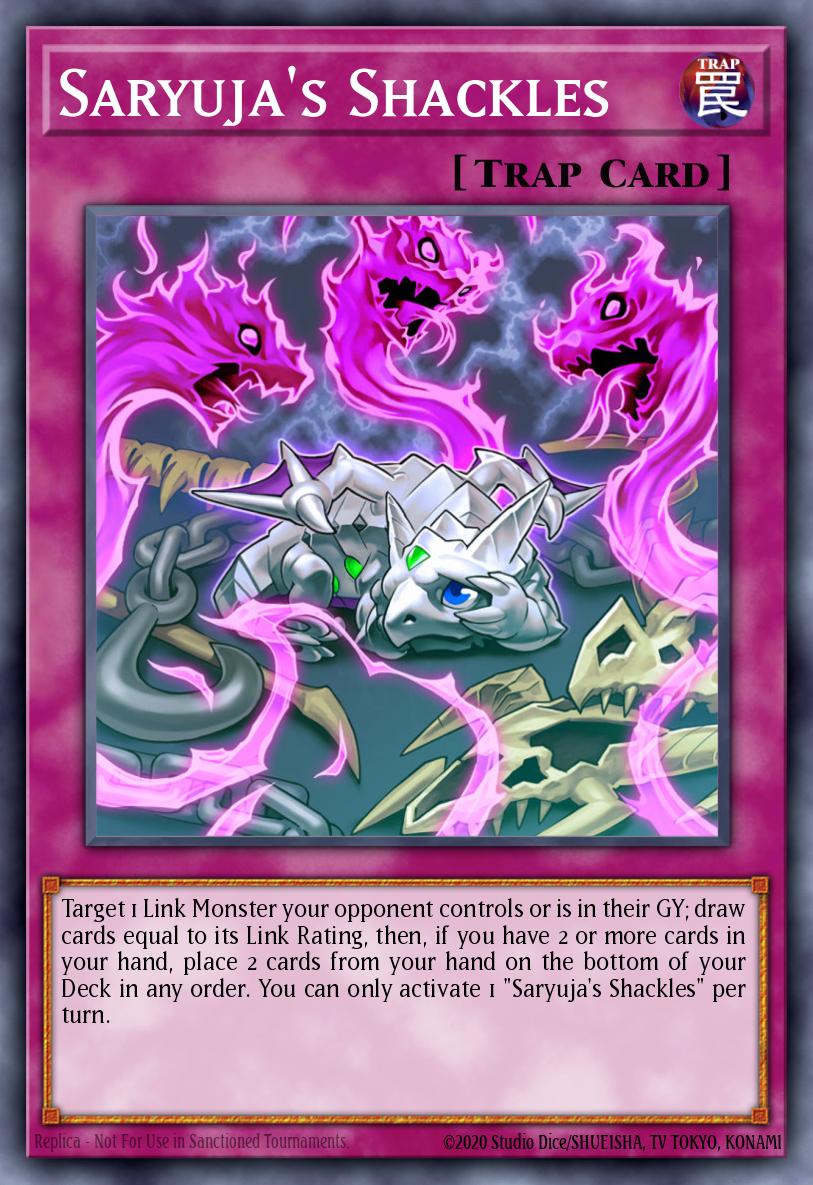 Saryuja's Shackles
TRAP
罠
[Trap Card]
Target 1 Link Monster your opponent controls or is in their GY; draw
cards equal to its Link Rating, then, if you have 2 or more cards in
your hand, place 2 cards from your hand on the bottom of your
Deck in any order. You can only activate 1 "Saryuja's Shackles" per
turn.
Replica - Not For Use in Sanctioned Tournaments.
©2020 Studio Dice/SHUEISHA, TV TOKYO, KONAMI